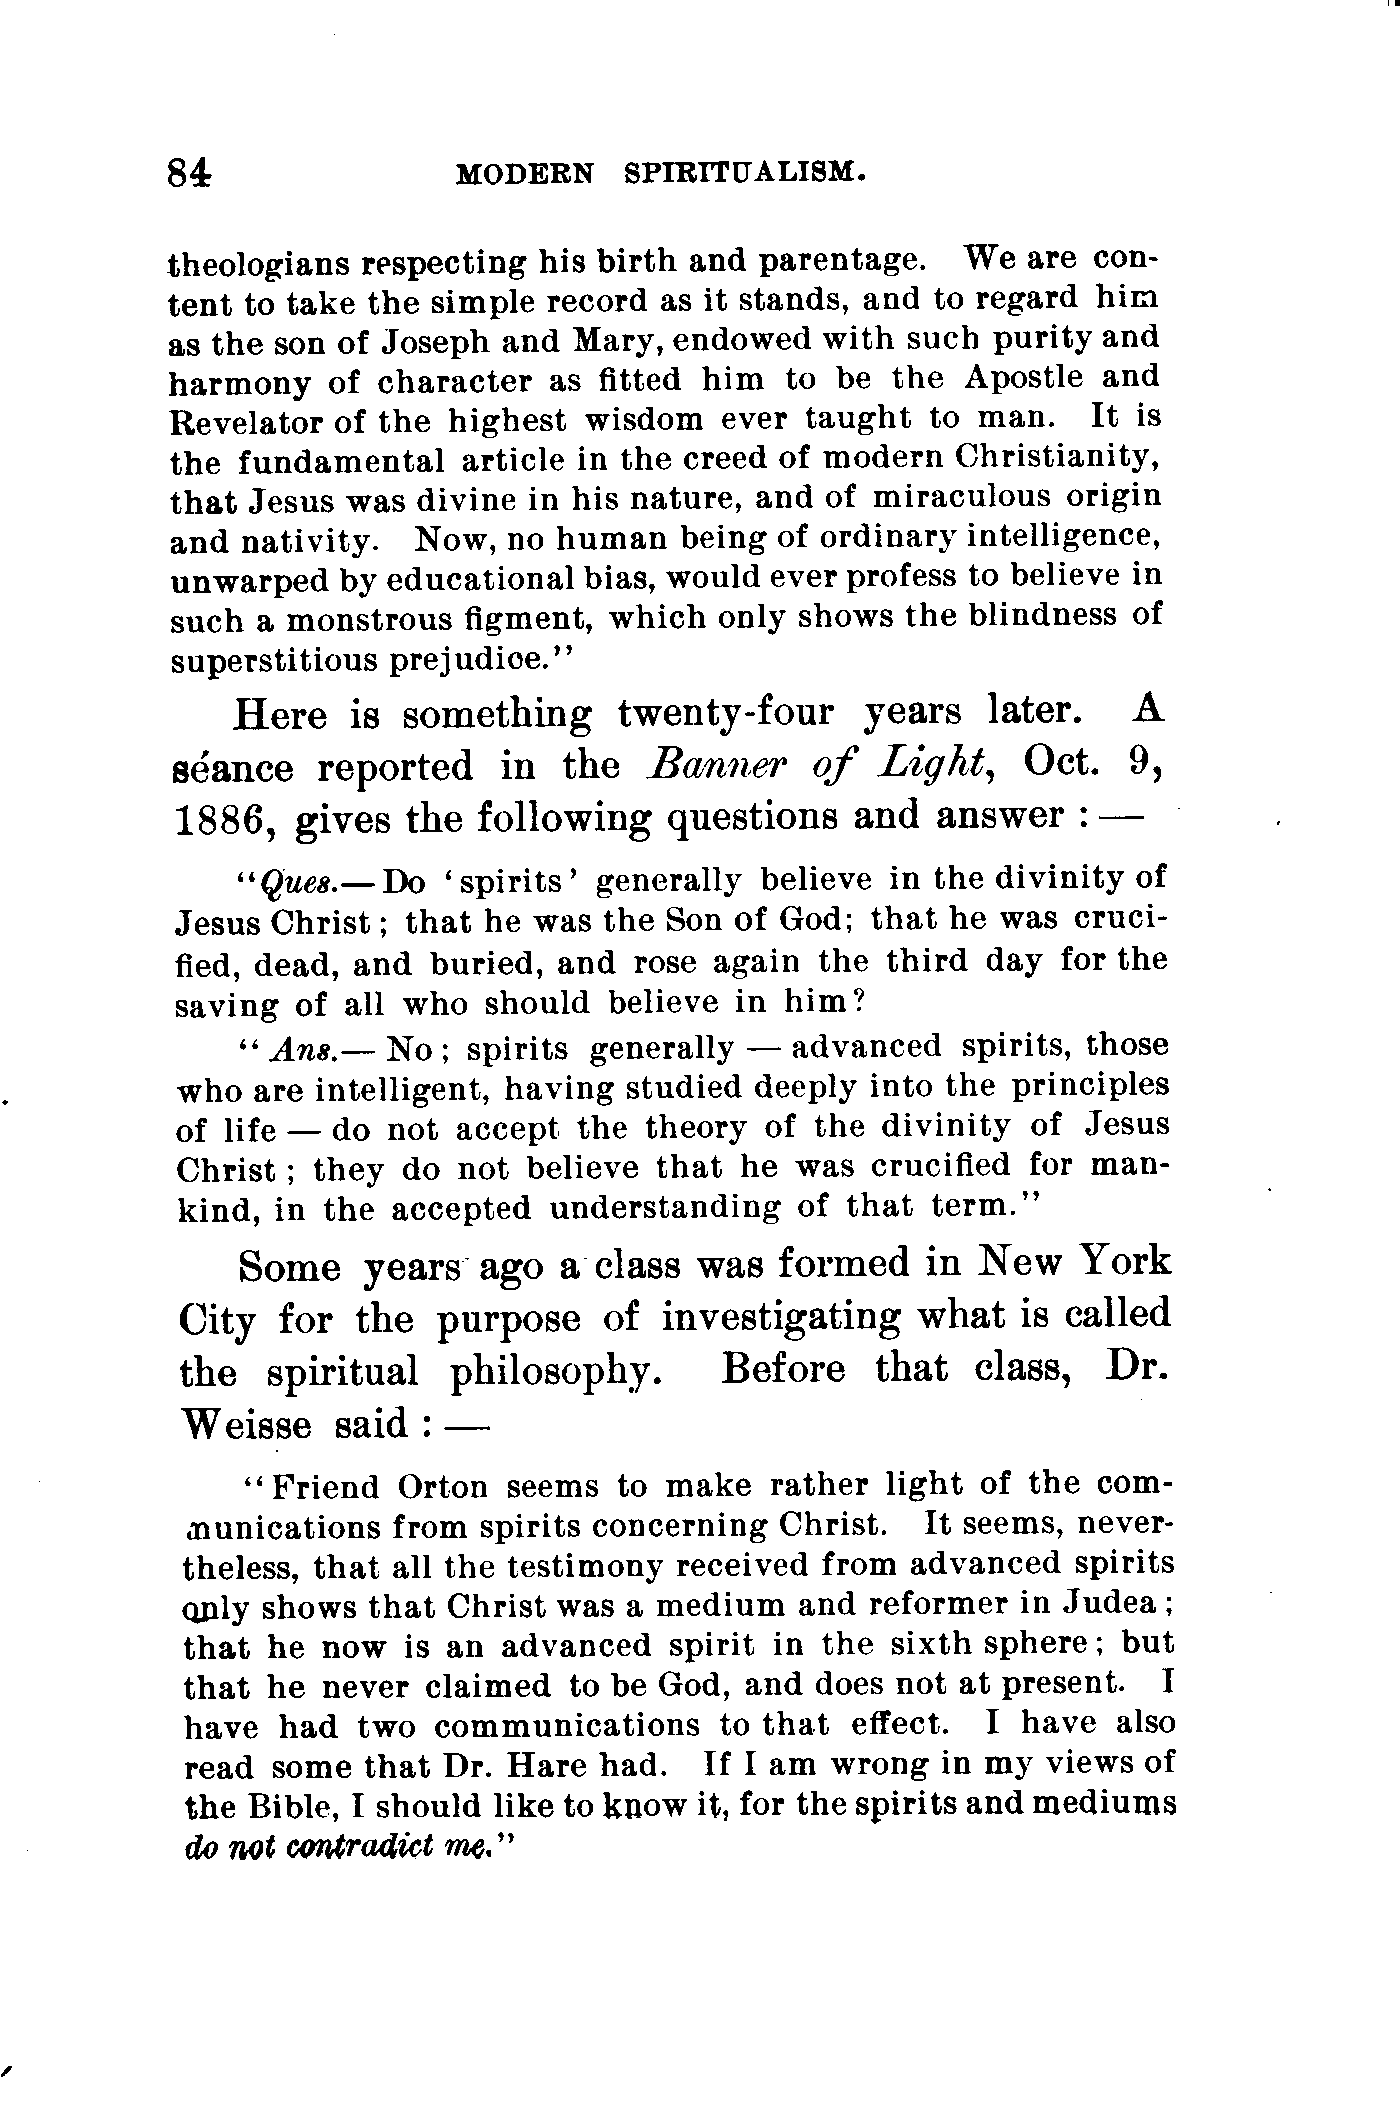 84 MODERN SPIRITUALISM.
theologians respecting his birth and parentage. We are con-
tent to take the simple record as it stands, and to regard him
as the son of Joseph and Mary, endowed with such purity and
harmony of character as fitted him to be the Apostle and
Revelator of the highest wisdom ever taught to man. It is
the fundamental article in the creed of modern Christianity,
that Jesus was divine in his nature, and of miraculous origin
and nativity. Now, no human being of ordinary intelligence,
unwarped by educational bias, would ever profess to believe in
such a monstrous figment, which only shows the blindness of
superstitious prejudice."
Here is something twenty-four years later. A
séance reported in the Banner of Light, Oct. 9,
1886, gives the following questions and answer : —
"Ques.— Do 'spirits' generally believe in the divinity of
Jesus Christ ; that he was the Son of God; that he was cruci-
fied, dead, and buried, and rose again the third day for the
saving of all who should believe in him?
"Ans.— No ; spirits generally — advanced spirits, those
who are intelligent, having studied deeply into the principles
of life — do not accept the theory of the divinity of Jesus
Christ ; they do not believe that he was crucified for man-
kind, in the accepted understanding of that term."
Some years ago a class was formed in New York
City for the purpose of investigating what is called
the spiritual philosophy. Before that class, Dr.
Weisse said : —
"Friend Orton seems to make rather light of the com-
munications from spirits concerning Christ. It seems, never-
theless, that all the testimony received from advanced spirits
only shows that Christ was a medium and reformer in Judea ;
that he now is an advanced spirit in the sixth sphere ; but
that he never claimed to be God, and does not at present. I
have had two communications to that effect. I have also
read some that Dr. Hare had. If I am wrong in my views of
the Bible, I should like to know it, for the spirits and mediums
do not contradict me."